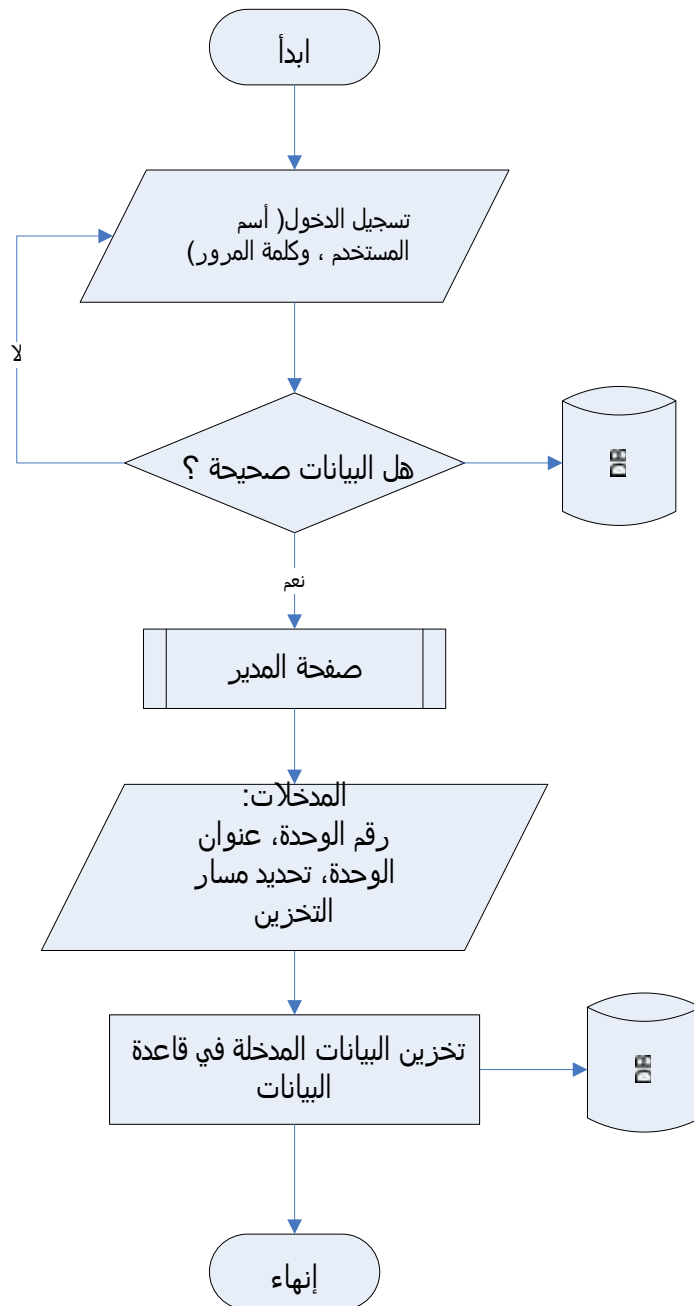 ابدأ
تسجيل الدخول( أسم
المستخدم ، وكلمة المرور)
لا
هل البيانات صحيحة ؟
DB
نعم
صفحة المدير
المدخلات:
رقم الوحدة، عنوان
الوحدة، تحديد مسار
التخزين
تخزين البيانات المدخلة في قاعدة
البيانات
DB
إنهاء